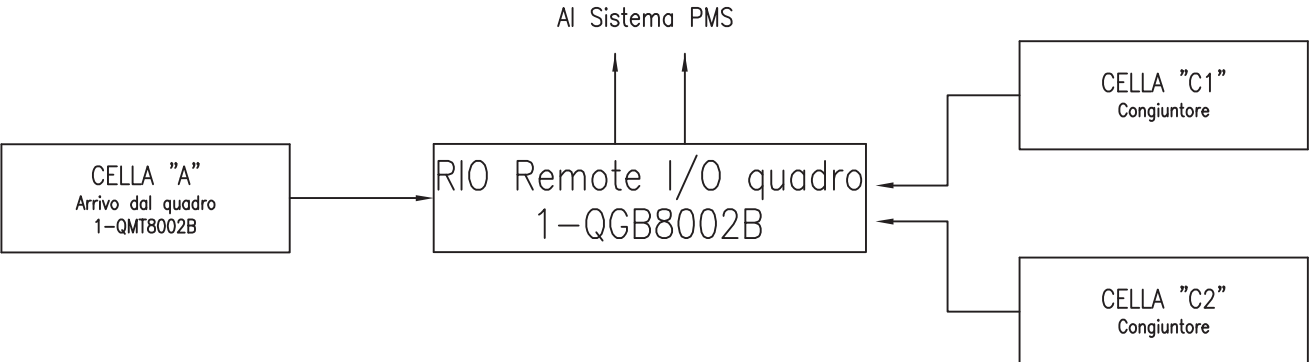 Al Sistema PMS
CELLA "C1"
Congiuntore
CELLA "A"
Arrivo dal quadro
1-QMT8002B
RIO Remote I/O quadro
1-QGB8002B
CELLA "C2"
Congiuntore